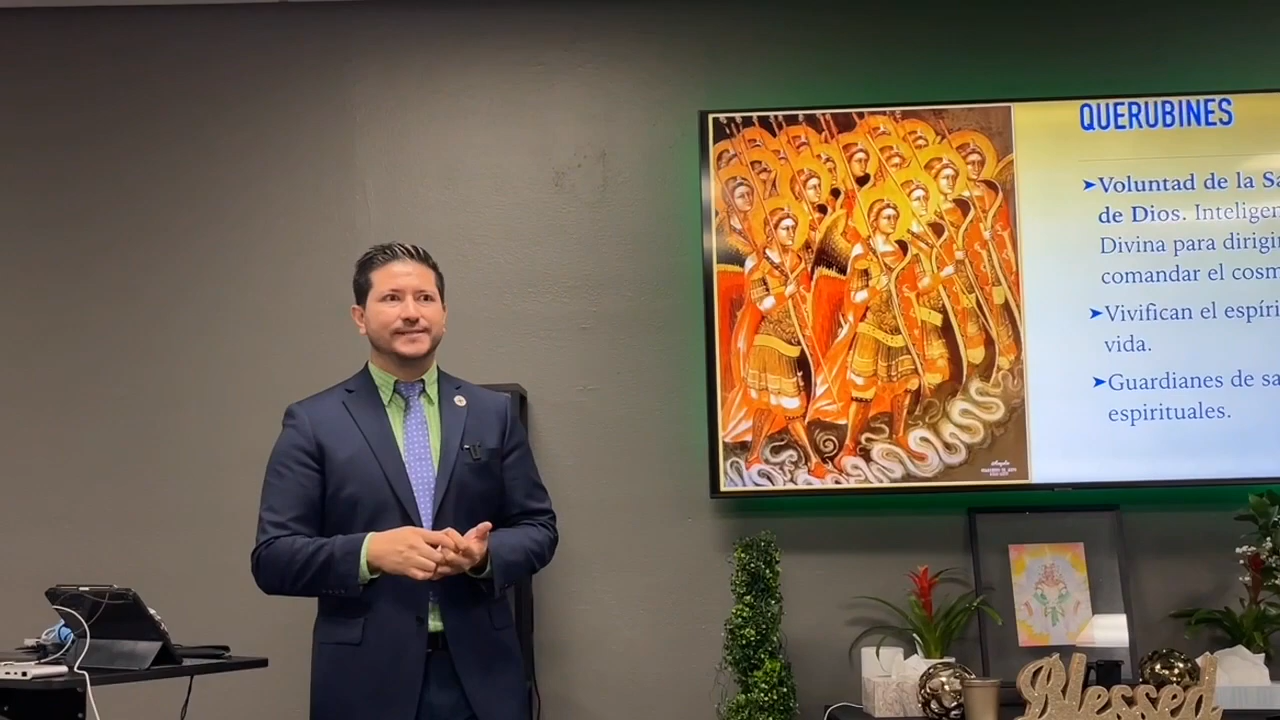 QUERUBINES
➤Voluntad de la Sa
de Dios. Inteligen
Divina para dirigir
comandar el cosm
➤Vivifican el espíri
vida.
➤Guardianes de sa
espirituales.
Blessed